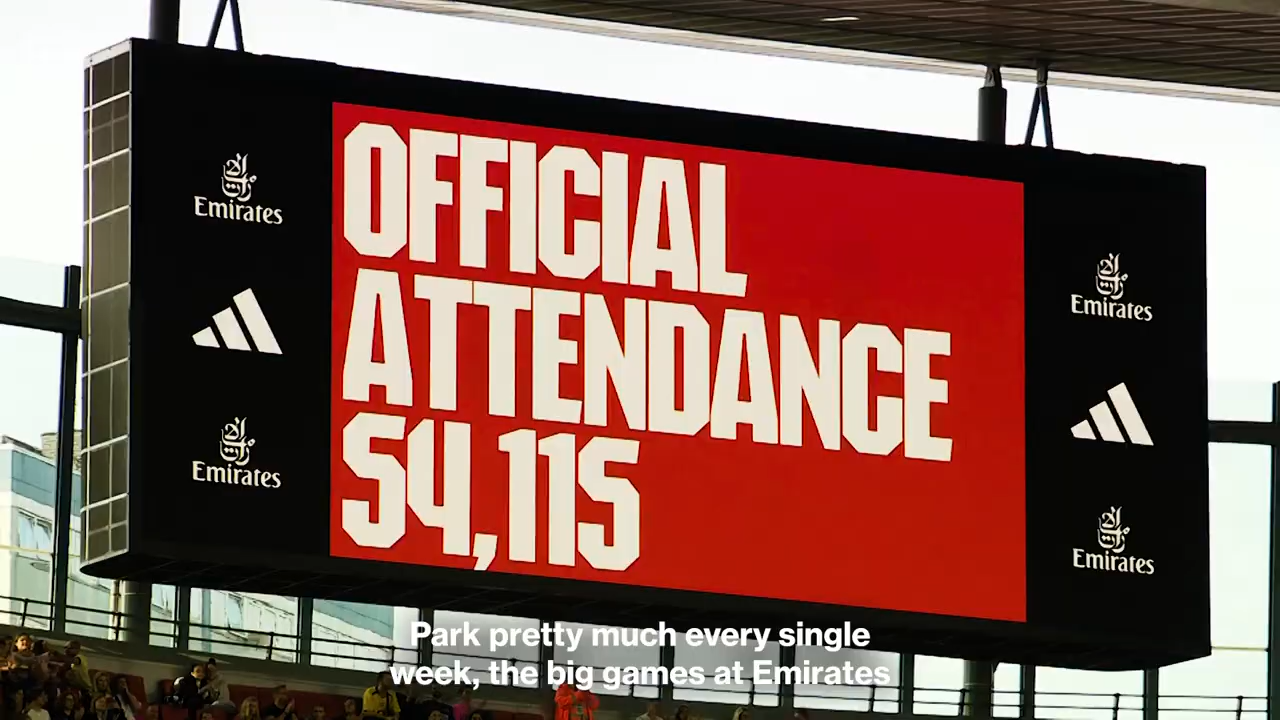 Emirates
Emirates
OFFICIAL
ATTENDANCE
54,115
Emirates
Emirates
Park pretty much every single
week, the big games at Emirates